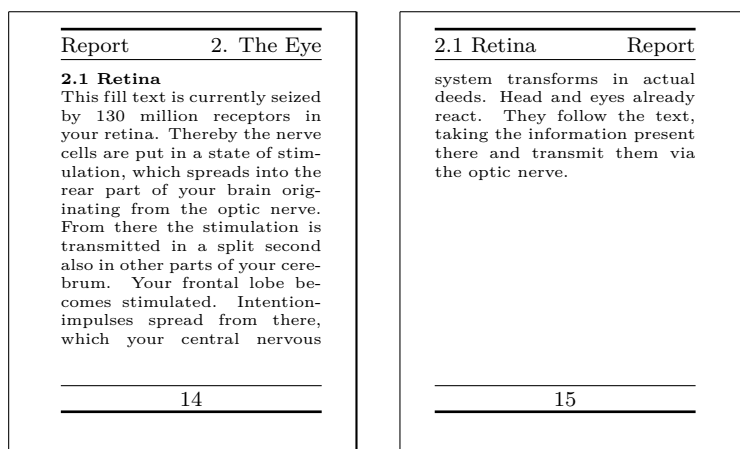 Report 2. The Eye
2.1 Retina
This fill text is currently seized
by 130 million receptors in
your retina. Thereby the nerve
cells are put in a state of stim-
ulation, which spreads into the
rear part of your brain orig-
inating from the optic nerve.
From there the stimulation is
transmitted in a split second
also in other parts of your cere-
brum. Your frontal lobe be-
comes stimulated. Intention-
impulses spread from there,
which your central nervous
14
2.1 Retina Report
system transforms in actual
deeds. Head and eyes already
react. They follow the text,
taking the information present
there and transmit them via
the optic nerve.
15